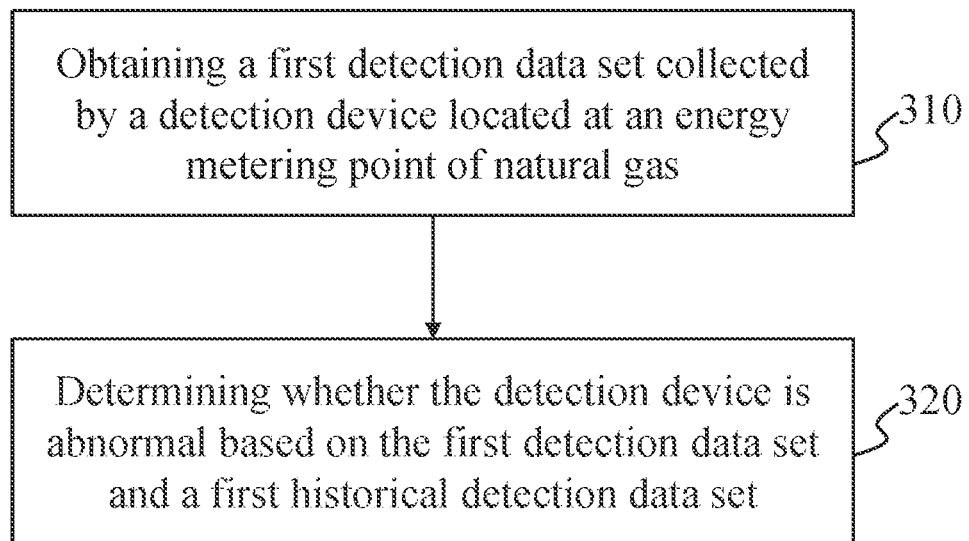 Obtaining a first detection data set collected
by a detection device located at an energy
metering point of natural gas
310
Determining whether the detection device is
abnormal based on the first detection data set
and a first historical detection data set
320